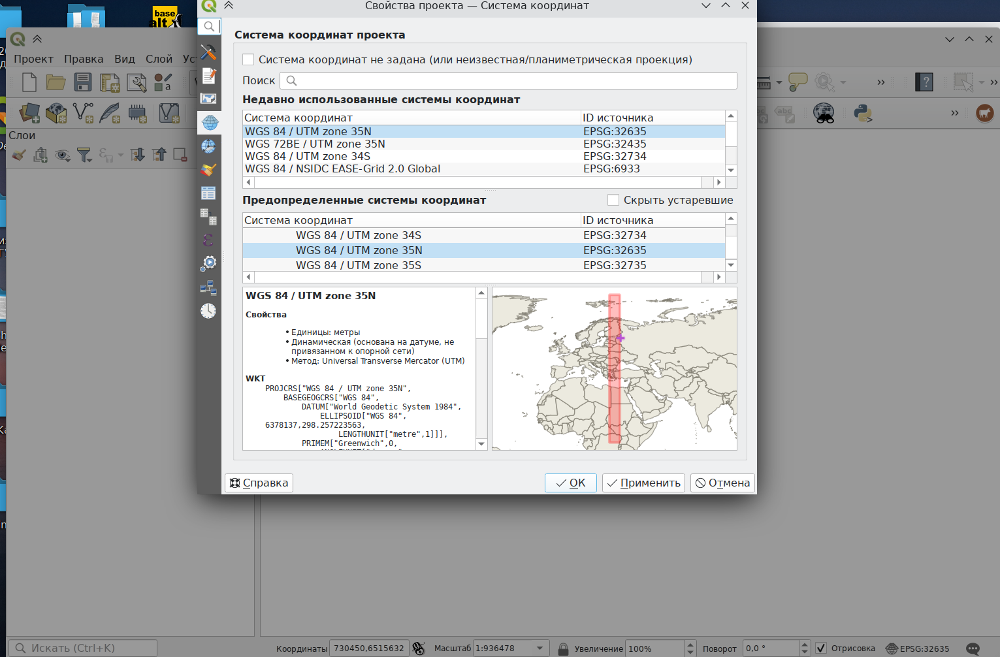 Свойства проекта — Система координат
base
alt
Проект Правка Вид Слой
Слои
Система координат проекта
Система координат не задана (или неизвестная/планиметрическая проекция)
Поиск
Недавно использованные системы координат
Система координат ID источника
WGS 84 / UTM zone 35N EPSG:32635
WGS 72BE / UTM zone 35N EPSG:32435
WGS 84 / UTM zone 34S EPSG:32734
WGS 84 / NSIDC EASE-Grid 2.0 Global EPSG:6933
Предопределенные системы координат Скрыть устаревшие
Система координат ID источника
WGS 84 / UTM zone 34S EPSG:32734
WGS 84 / UTM zone 35N EPSG:32635
WGS 84 / UTM zone 35S EPSG:32735
WGS 84 / UTM zone 35N
Свойства
• Единицы: метры
• Динамическая (основана на датуме, не
привязанном к опорной сети)
• Метод: Universal Transverse Mercator (UTM)
WKT
PROJCRS["WGS 84 / UTM zone 35N",
BASEGEOGCRS["WGS 84",
DATUM["World Geodetic System 1984",
ELLIPSOID["WGS 84",
6378137,298.257223563,
LENGTHUNIT["metre",1]]],
PRIMEM["Greenwich",0,
Справка ОК Применить Отмена
Искать (Ctrl+K) Координаты 730450,6515632 Масштаб 1:936478 Увеличение 100% Поворот 0,0 ° Отрисовка EPSG:32635